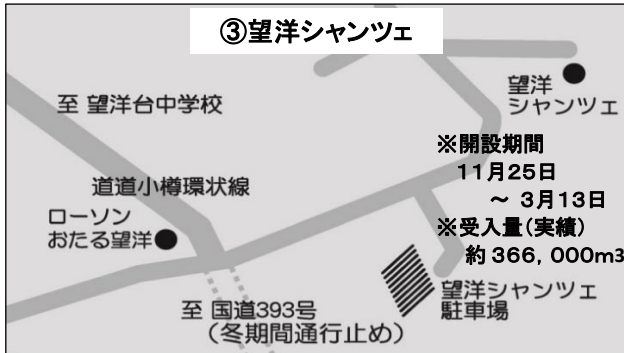 ③望洋シャンツェ
至 望洋台中学校
望洋
シャンツェ
※開設期間
11月25日
～ 3月13日
※受入量(実績)
約366,000m3
道道小樽環状線
ローソン
おたる望洋
至 国道393号
(冬期間通行止め)
望洋シャンツェ
駐車場